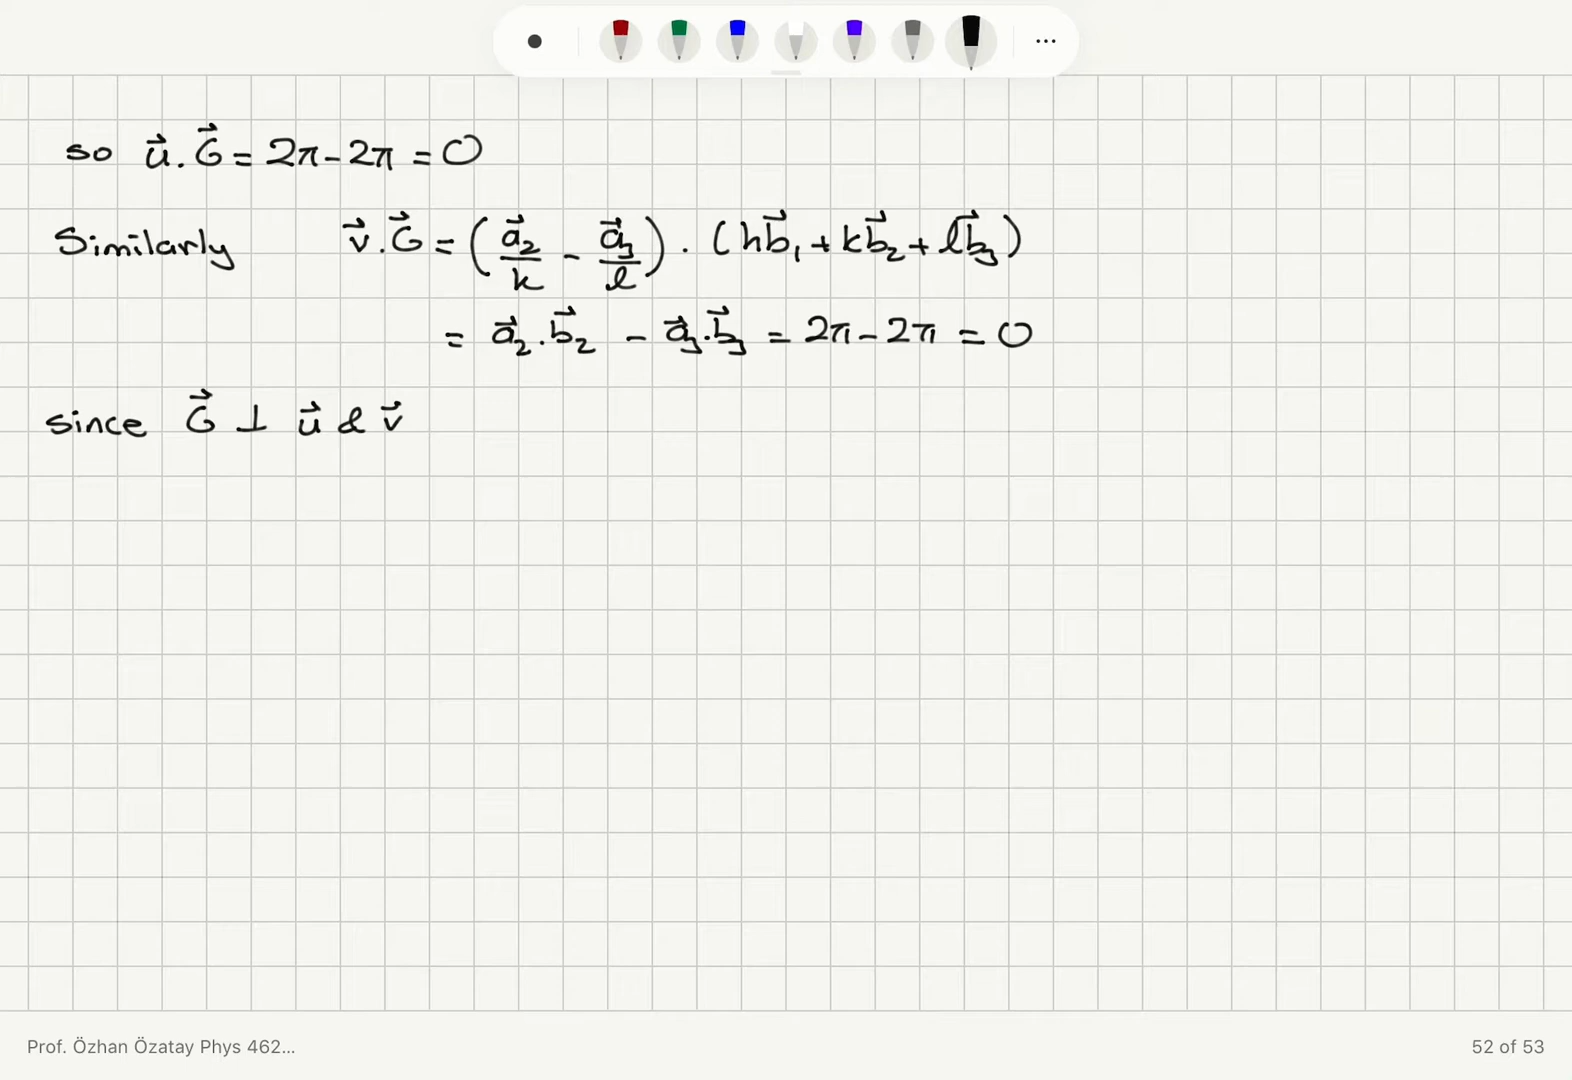 so u⃗ . G⃗ = 2π - 2π = 0
Similarly v⃗ . G⃗ = (a⃗₂/k - a⃗₃/l) . (hb⃗₁ + kb⃗₂ + lb⃗₃)
= a⃗₂ . b⃗₂ - a⃗₃ . b⃗₃ = 2π - 2π = 0
since G⃗ ⊥ u⃗ & v⃗
Prof. Özhan Özatay Phys 462...
52 of 53